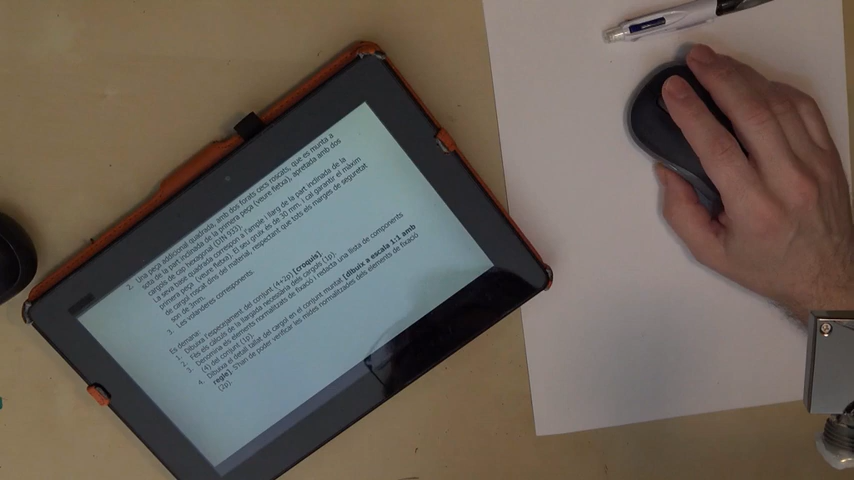 2. Una peça addicional quadrada, amb dos forats cecs roscats, que es munta a
sota de la part inclinada de la primera peça (veure fletxa), apretada amb dos
cargols de cap hexagonal (DIN 933)
La seva base quadrada correspon a l'ample i llarg de la part inclinada de la
primera peça (veure fletxa). El seu gruix és de 30 mm, i cal garantir el màxim
de cargol roscat dins del material, respectant que tots els marges de seguretat
son de 3mm.
3. Les volanderes corresponents.
Es demana:
1. Dibuixa l'especejament del conjunt (4+2p) [croquis]
2. Fés els càlculs de la llargada necessària dels cargols (1p).
3. Denomina els elements normalitzats de fixació i redacta una llista de components
(4) del conjunt (1p).
4. Dibuixa el detall tallat del cargol en el conjunt muntat [dibuix a escala 1:1 amb
regle]. S'han de poder verificar les mides normalitzades dels elements de fixació
(2p).